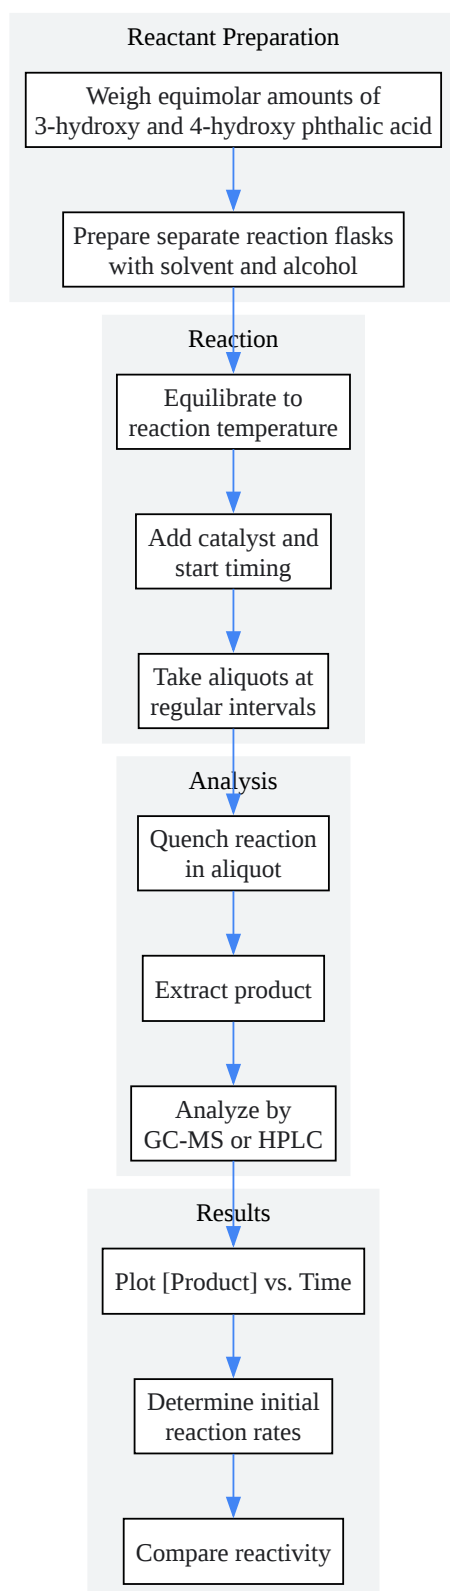 Reactant Preparation
Weigh equimolar amounts of
3-hydroxy and 4-hydroxy phthalic acid
Prepare separate reaction flasks
with solvent and alcohol
Reaction
Equilibrate to
reaction temperature
Add catalyst and
start timing
Take aliquots at
regular intervals
Analysis
Quench reaction
in aliquot
Extract product
Analyze by
GC-MS or HPLC
Results
Plot [Product] vs. Time
Determine initial
reaction rates
Compare reactivity